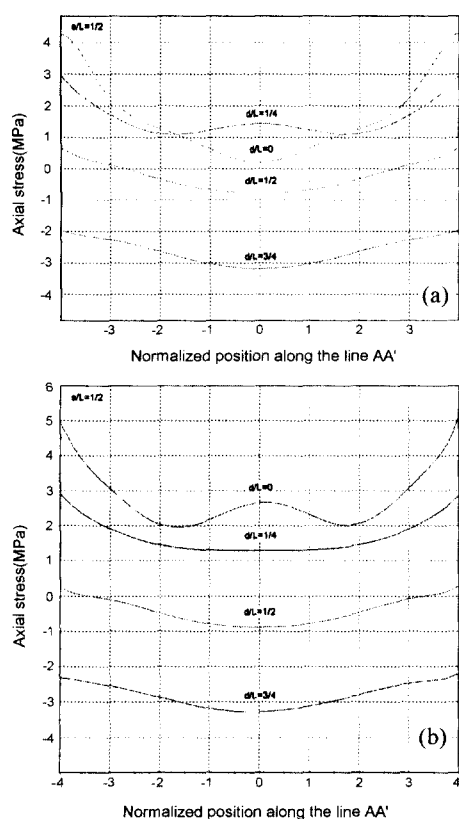 e/L=1/2
4
3
2
1
0
-1
-2
-3
-4
Axial stress(MPa)
d/L=1/4
d/L=0
d/L=1/2
d/L=3/4
(a)
-3 -2 -1 0 1 2 3
Normalized position along the line AA'
e/L=1/2
6
5
4
3
2
1
0
-1
-2
-3
-4
Axial stress(MPa)
d/L=0
d/L=1/4
d/L=1/2
d/L=3/4
(b)
-4 -3 -2 -1 0 1 2 3 4
Normalized position along the line AA'